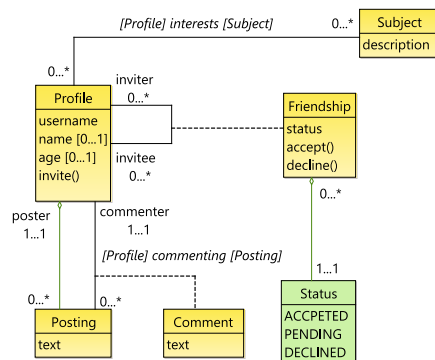 [Profile] interests [Subject]
0...*
Subject
description
0...*
Profile
username
name [0...1]
age [0...1]
invite()
inviter
0...*
invitee
0...*
Friendship
status
accept()
decline()
0...*
poster
1...1
commenter
1...1
[Profile] commenting [Posting]
1...1
0...*
0...*
Posting
text
Comment
text
Status
ACCPETED
PENDING
DECLINED